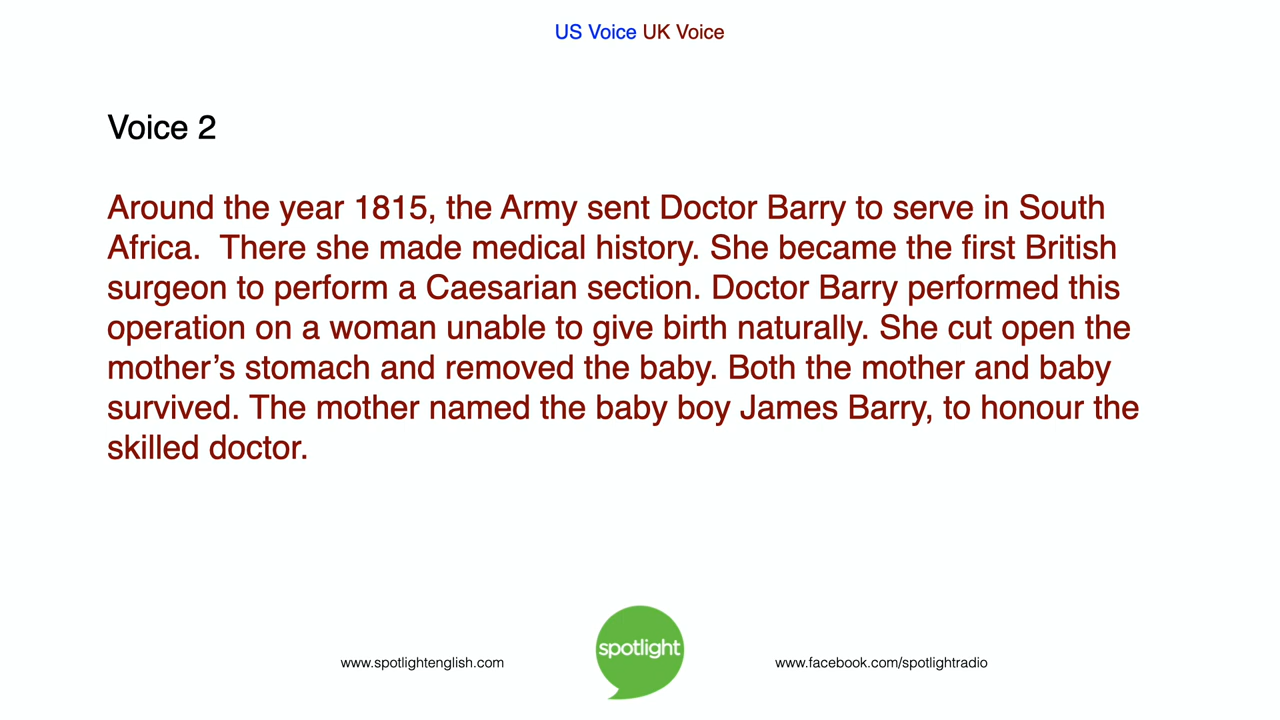 US Voice UK Voice
Voice 2
Around the year 1815, the Army sent Doctor Barry to serve in South
Africa.  There she made medical history. She became the first British
surgeon to perform a Caesarian section. Doctor Barry performed this
operation on a woman unable to give birth naturally. She cut open the
mother’s stomach and removed the baby. Both the mother and baby
survived. The mother named the baby boy James Barry, to honour the
skilled doctor.
spotlight
www.spotlightenglish.com
www.facebook.com/spotlightradio